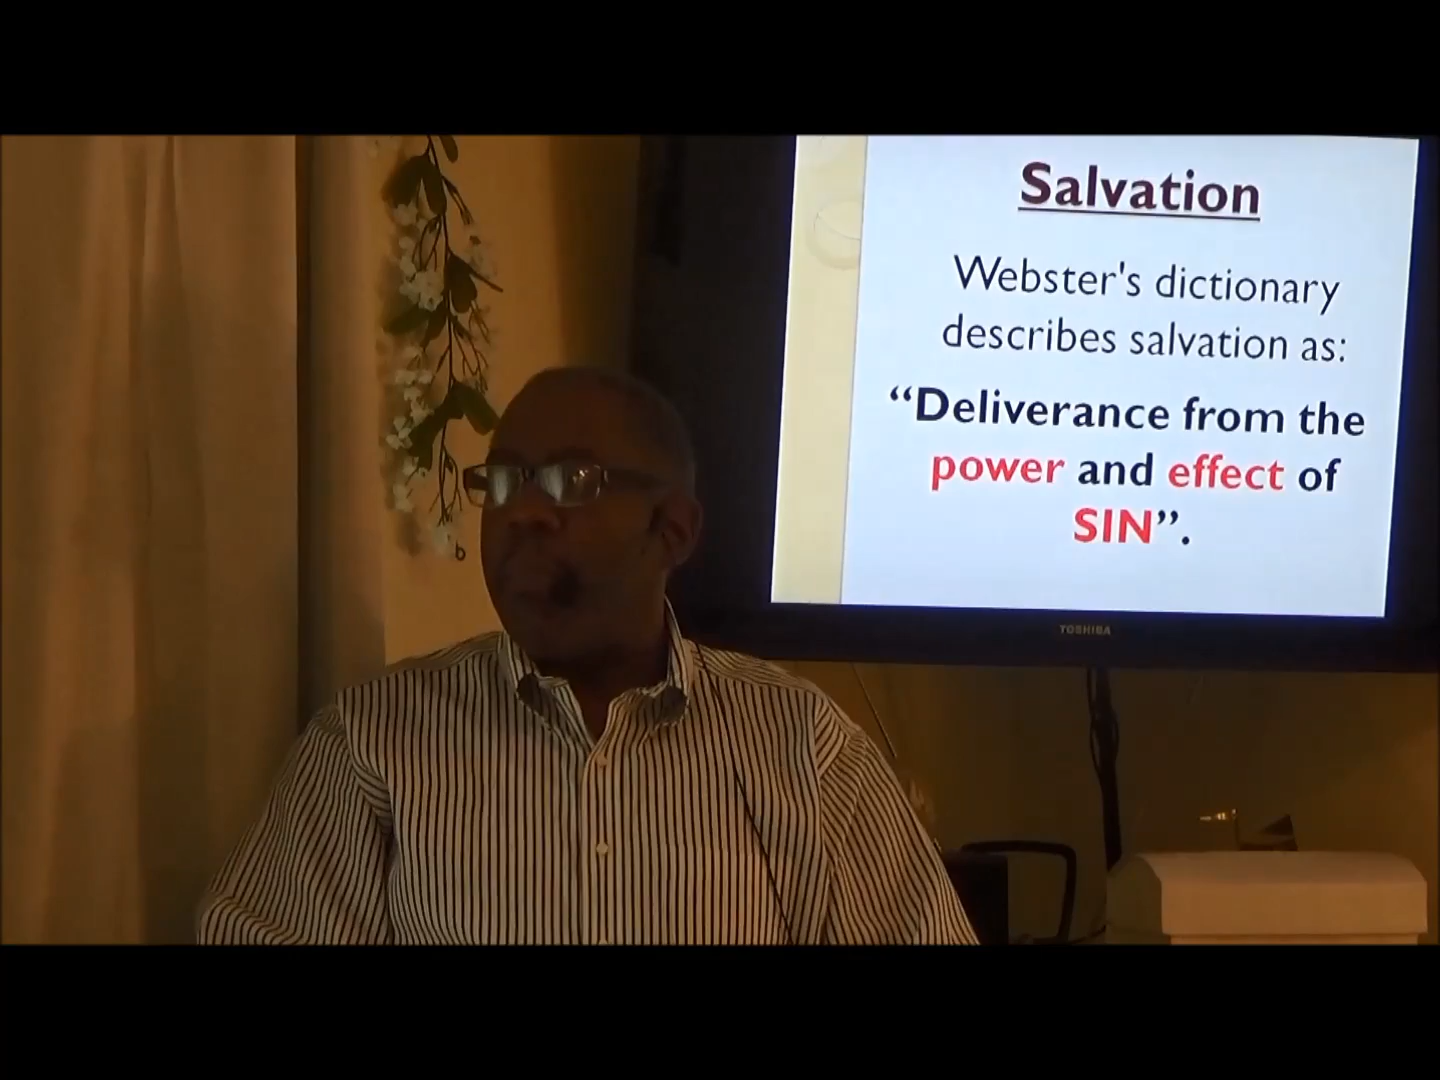 Salvation
Webster's dictionary
describes salvation as:
“Deliverance from the
power and effect of
SIN”.
TOSHIBA